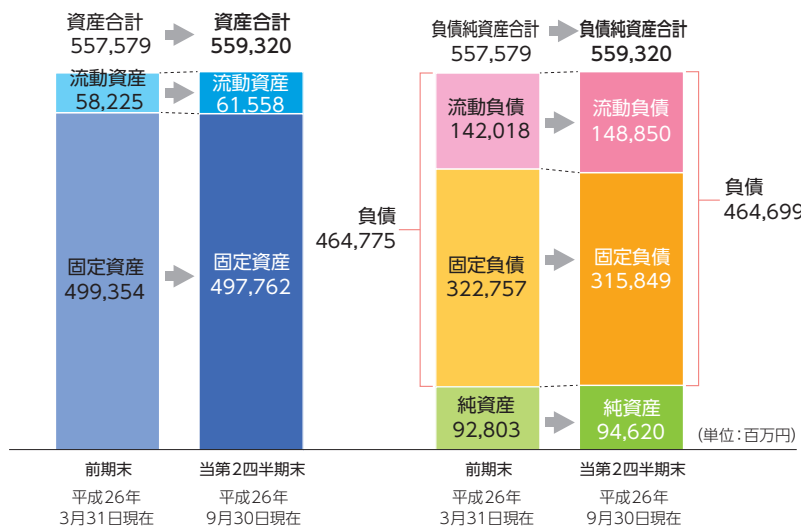 資産合計
557,579
資産合計
559,320
流動資産
58,225
流動資産
61,558
固定資産
499,354
固定資産
497,762
前期末
平成26年
3月31日現在
当第2四半期末
平成26年
9月30日現在
負債純資産合計
557,579
負債純資産合計
559,320
流動負債
142,018
流動負債
148,850
負債
464,775
負債
464,699
固定負債
322,757
固定負債
315,849
純資産
92,803
純資産
94,620
(単位:百万円)
前期末
平成26年
3月31日現在
当第2四半期末
平成26年
9月30日現在